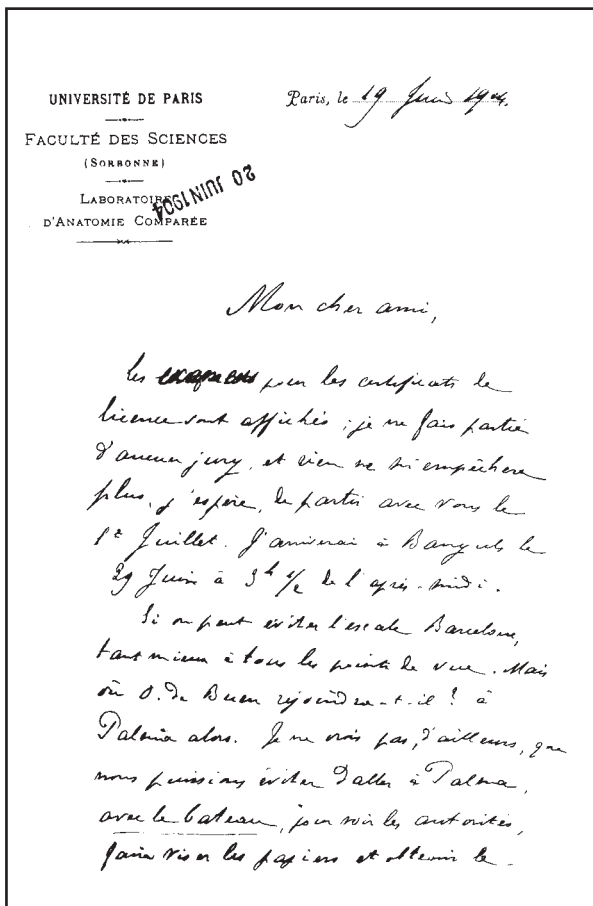 UNIVERSITÉ DE PARIS
FACULTÉ DES SCIENCES
(SORBONNE)
LABORATOIRE
D'ANATOMIE COMPARÉE
20 JUIN 1904
Paris, le 19 Juin 1904.
Mon cher ami,
Les examens pour les certificats de
licence sont affichés ; je ne fais partie
d'aucun jury, et rien ne m'empêchera
plus, j'espère, de partir avec vous le
1er Juillet. J'arriverai à Banyuls le
29 Juin à 3h 1/2 de l'après-midi.
Si on peut éviter l'escale Barcelone,
tant mieux à tous les points de vue. Mais
où O. de Buen rejoindra-t-il ? à
Palma alors. Je ne vois pas, d'ailleurs, que
nous puissions éviter d'aller à Palma,
avec le bateau, pour voir les autorités,
faire viser les papiers et obtenir le